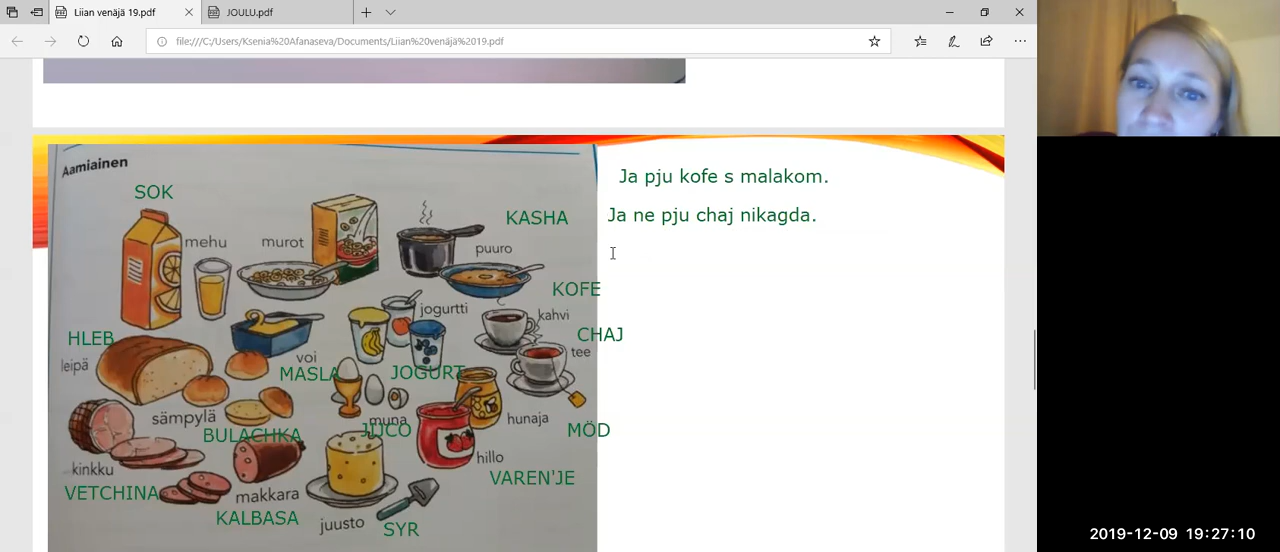 Liian venäjä 19.pdf
JOULU.pdf
file:///C:/Users/Ksenia%20Afanaseva/Documents/Liian%20venäjä%2019.pdf
Aamiainen
SOK
mehu
murot
KASHA
puuro
KOFE
jogurtti
kahvi
CHAJ
HLEB
leipä
voi
tee
MASLA
JOGURT
sämpylä
muna
hunaja
BULACHKA
MÖD
kinkku
hillo
VAREN'JE
VETCHINA
makkara
KALBASA
juusto
SYR
Ja pju kofe s malakom.
Ja ne pju chaj nikagda.
2019-12-09 19:27:10